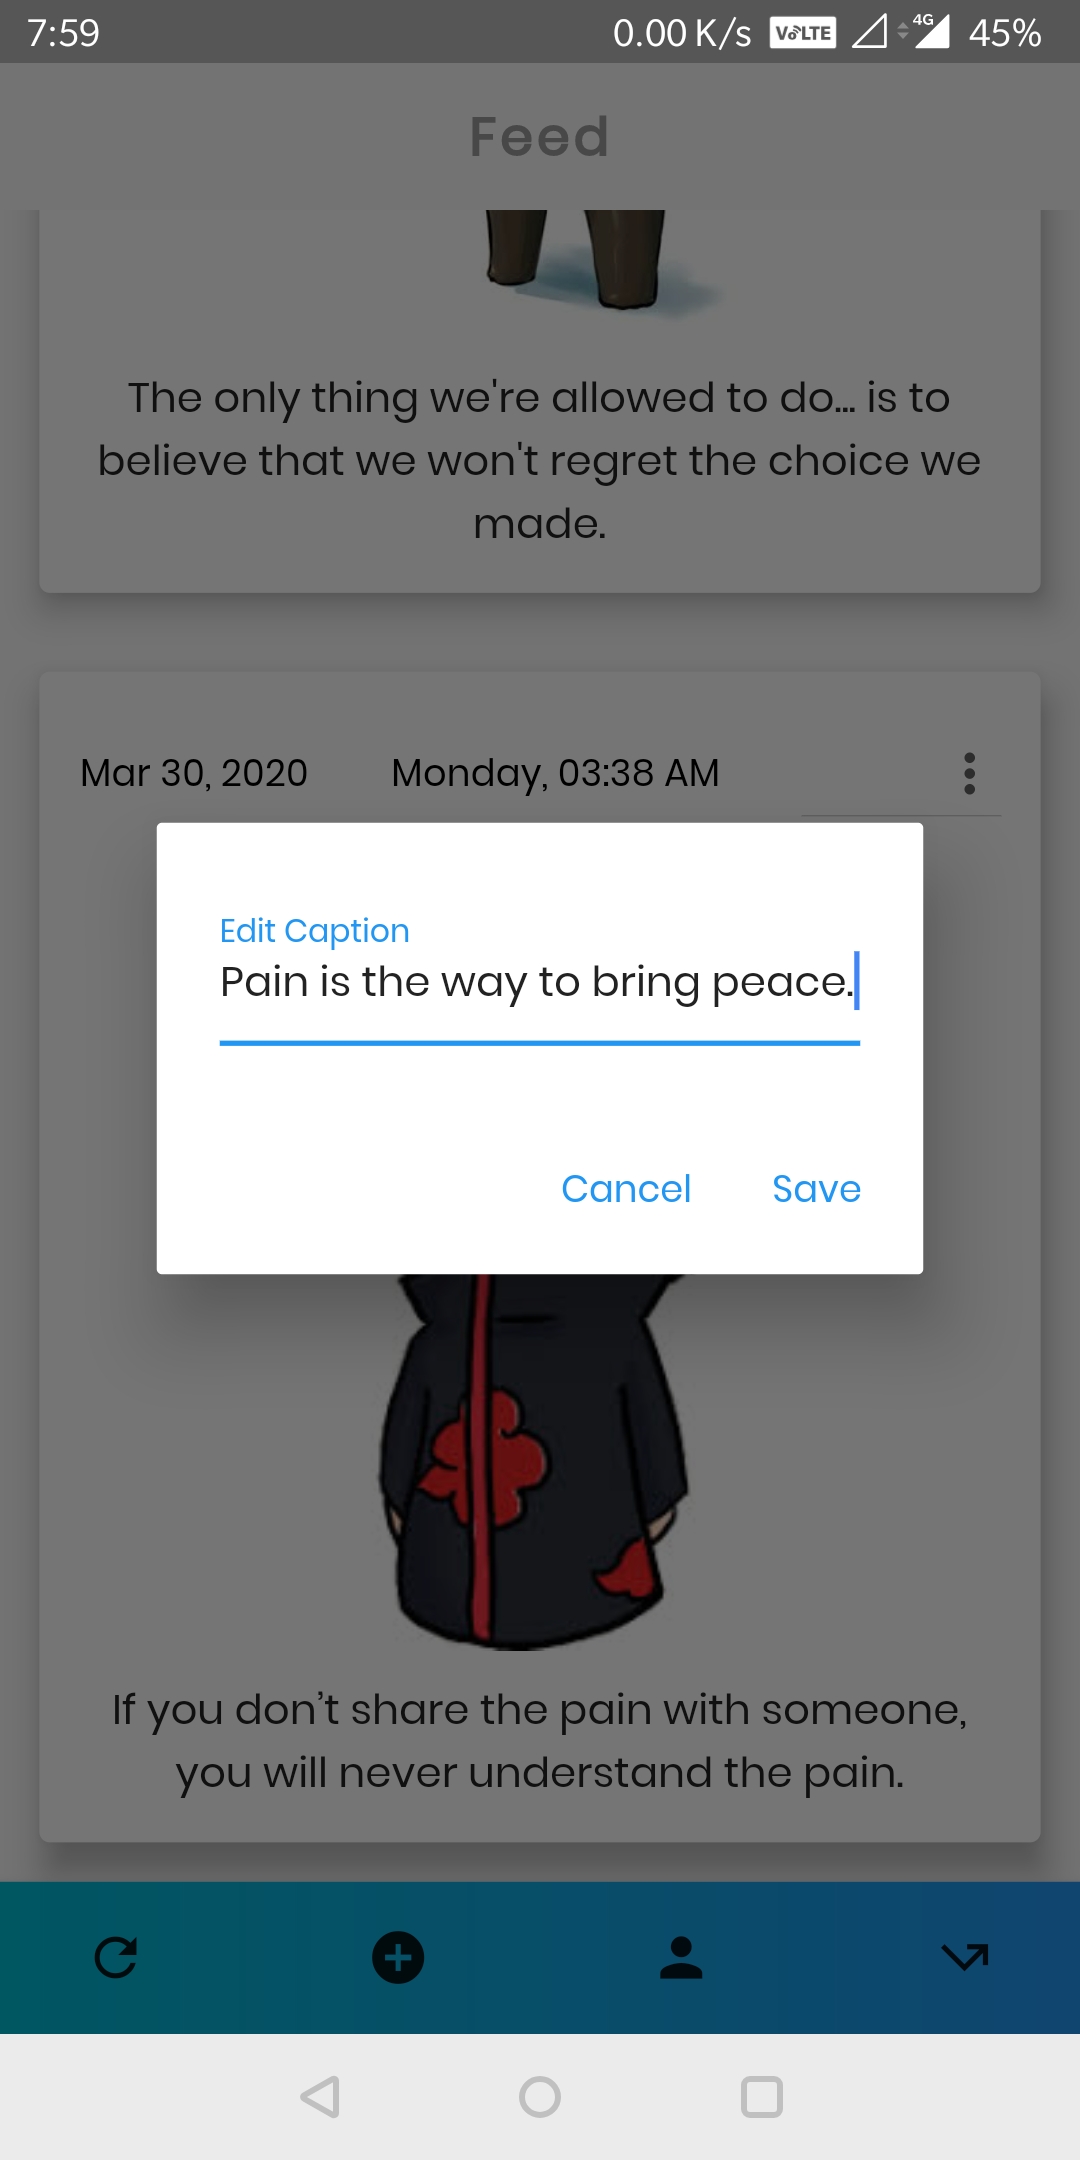 7:59 0.00 K/s VoLTE 4G 45%
Feed
The only thing we're allowed to do... is to
believe that we won't regret the choice we
made.
Mar 30, 2020 Monday, 03:38 AM
Edit Caption
Pain is the way to bring peace.
Cancel Save
If you don’t share the pain with someone,
you will never understand the pain.